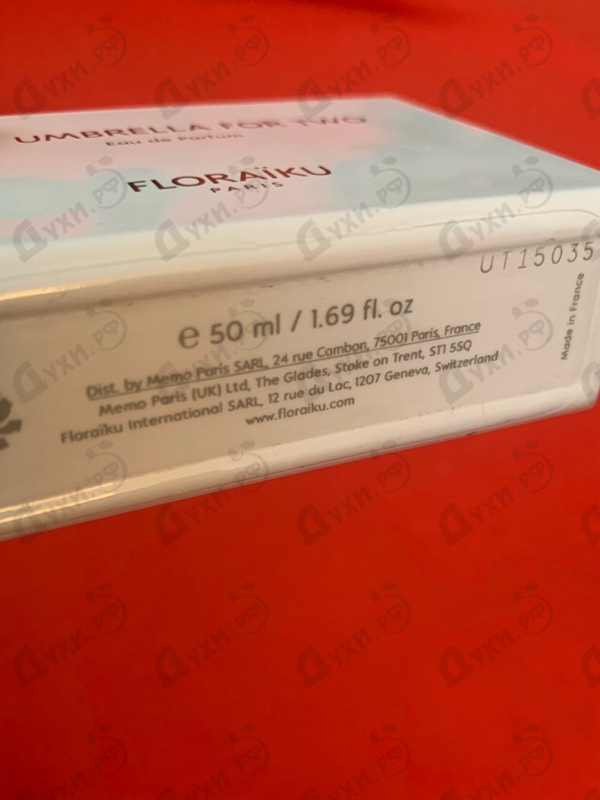 UMBRELLA FOR TWO
Eau de Parfum
FLORAÏKU
PARIS
UT15035
Made in France
e 50 ml / 1.69 fl. oz
Dist. by Memo Paris SARL, 24 rue Cambon, 75001 Paris, France
Memo Paris (UK) Ltd, The Glades, Stoke on Trent, ST1 5SQ
Floraïku International SARL, 12 rue du Lac, 1207 Geneva, Switzerland
www.floraiku.com
Духи.рф